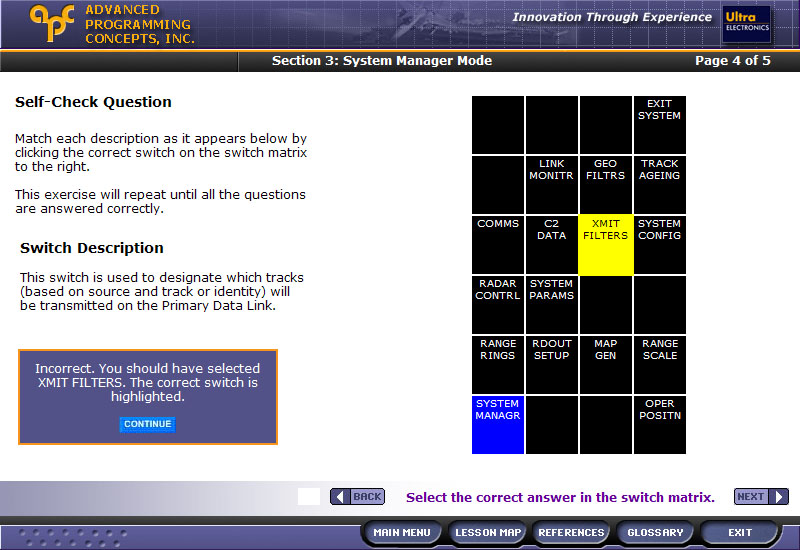 apc
ADVANCED
PROGRAMMING
CONCEPTS, INC.
Innovation Through Experience
Ultra
ELECTRONICS
Section 3: System Manager Mode
Page 4 of 5
Self-Check Question
Match each description as it appears below by
clicking the correct switch on the switch matrix
to the right.
This exercise will repeat until all the questions
are answered correctly.
Switch Description
This switch is used to designate which tracks
(based on source and track or identity) will
be transmitted on the Primary Data Link.
Incorrect. You should have selected
XMIT FILTERS. The correct switch is
highlighted.
CONTINUE
EXIT
SYSTEM
LINK
MONITR
GEO
FILTRS
TRACK
AGEING
COMMS
C2
DATA
XMIT
FILTERS
SYSTEM
CONFIG
RADAR
CONTRL
SYSTEM
PARAMS
RANGE
RINGS
RDOUT
SETUP
MAP
GEN
RANGE
SCALE
SYSTEM
MANAGR
OPER
POSITN
BACK
Select the correct answer in the switch matrix.
NEXT
MAIN MENU
LESSON MAP
REFERENCES
GLOSSARY
EXIT